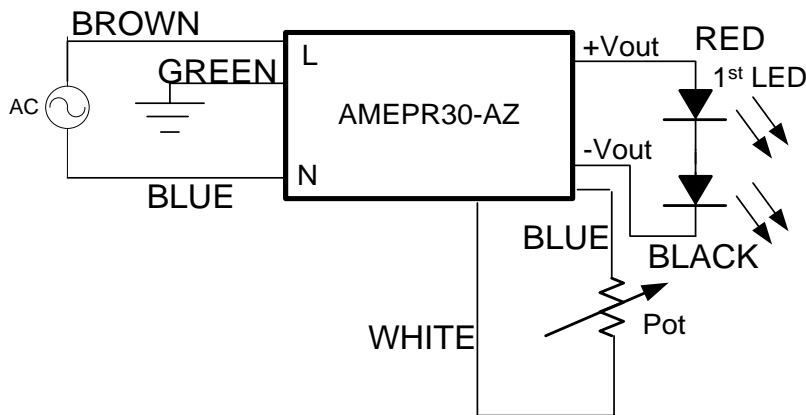 BROWN
L
+Vout
RED
GREEN
1st LED
AC
AMEPR30-AZ
-Vout
N
BLUE
BLUE
BLACK
WHITE
Pot